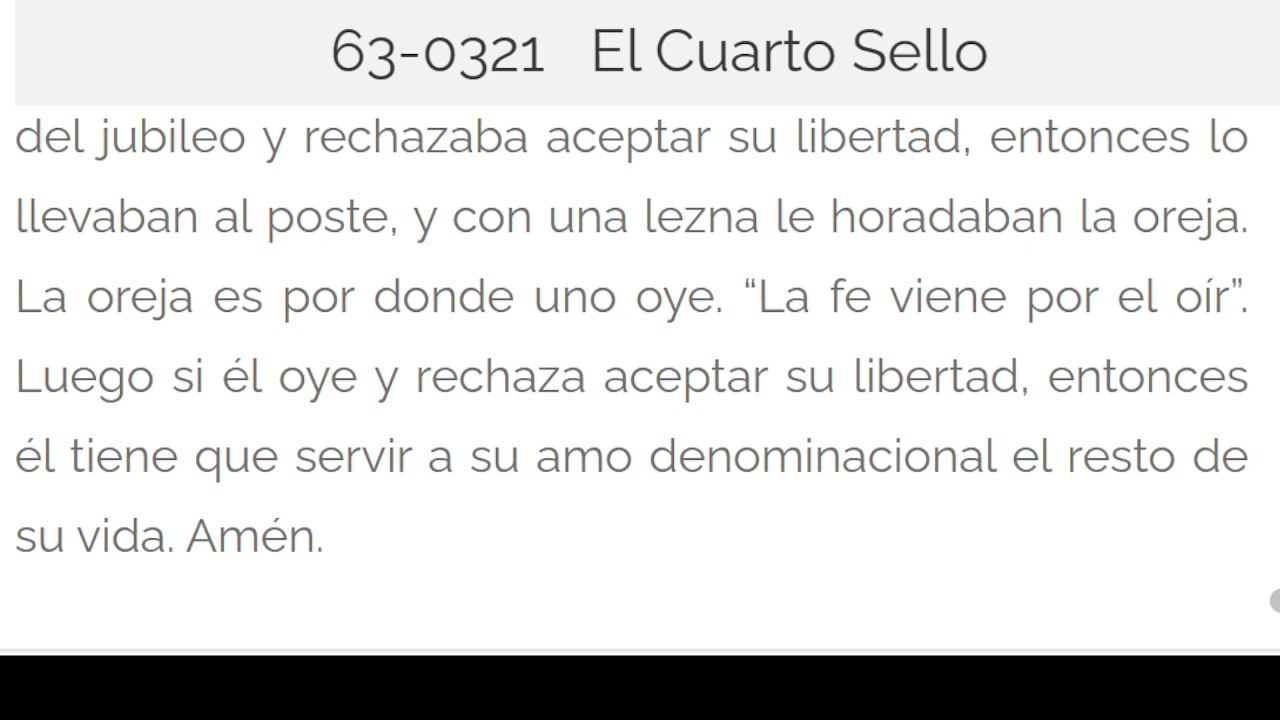 63-0321 El Cuarto Sello
del jubileo y rechazaba aceptar su libertad, entonces lo
llevaban al poste, y con una lezna le horadaban la oreja.
La oreja es por donde uno oye. “La fe viene por el oír”.
Luego si él oye y rechaza aceptar su libertad, entonces
él tiene que servir a su amo denominacional el resto de
su vida. Amén.